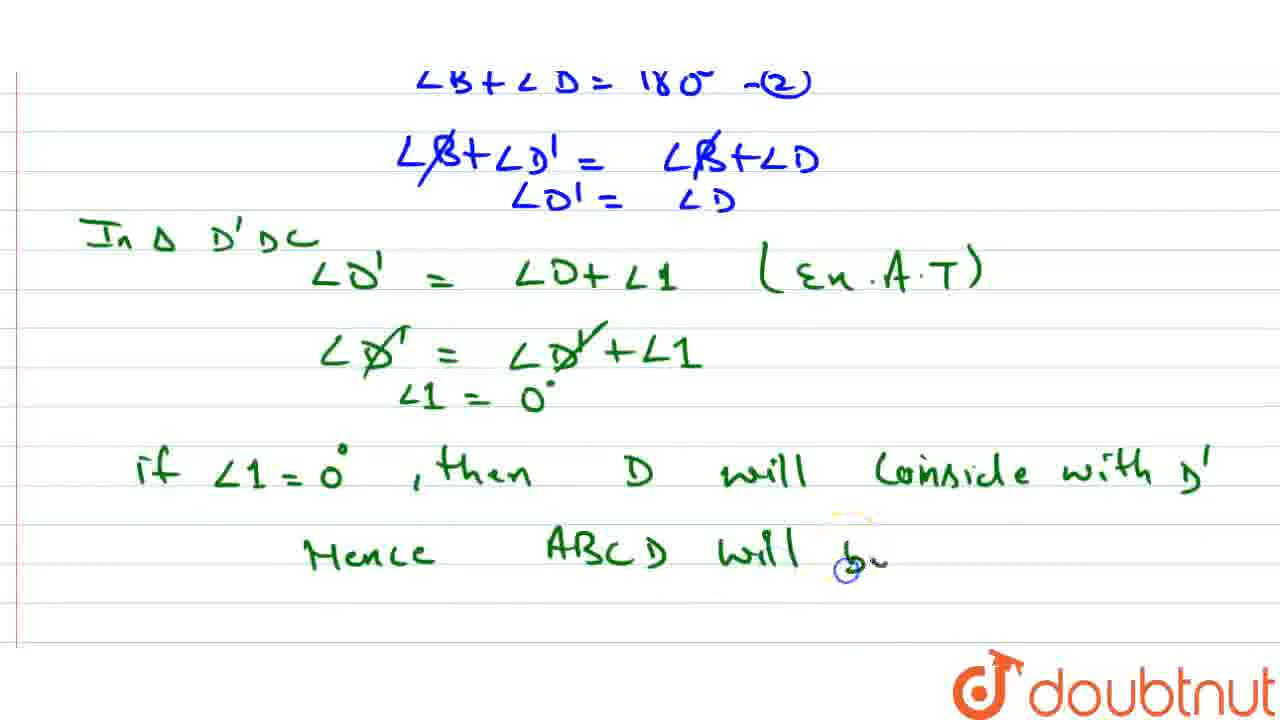 ∠B + ∠D = 180° -②
∠B + ∠D' = ∠B + ∠D
∠D' = ∠D
In Δ D'DC
∠D' = ∠D + ∠1 (Ex.A.T)
∠D' = ∠D' + ∠1
∠1 = 0°
if ∠1 = 0°, then D will Coinside with D'
Hence ABCD will be
doubtnut